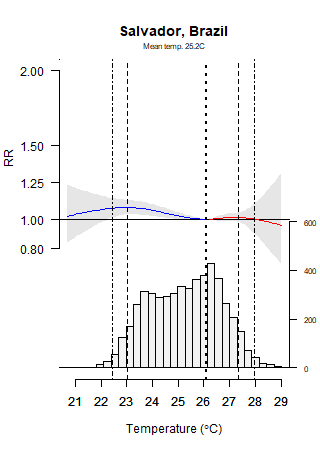 Salvador, Brazil
Mean temp. 25.2C
2.00
1.50
1.25
1.00
0.80
RR
600
400
200
0
21 22 23 24 25 26 27 28 29
Temperature (°C)